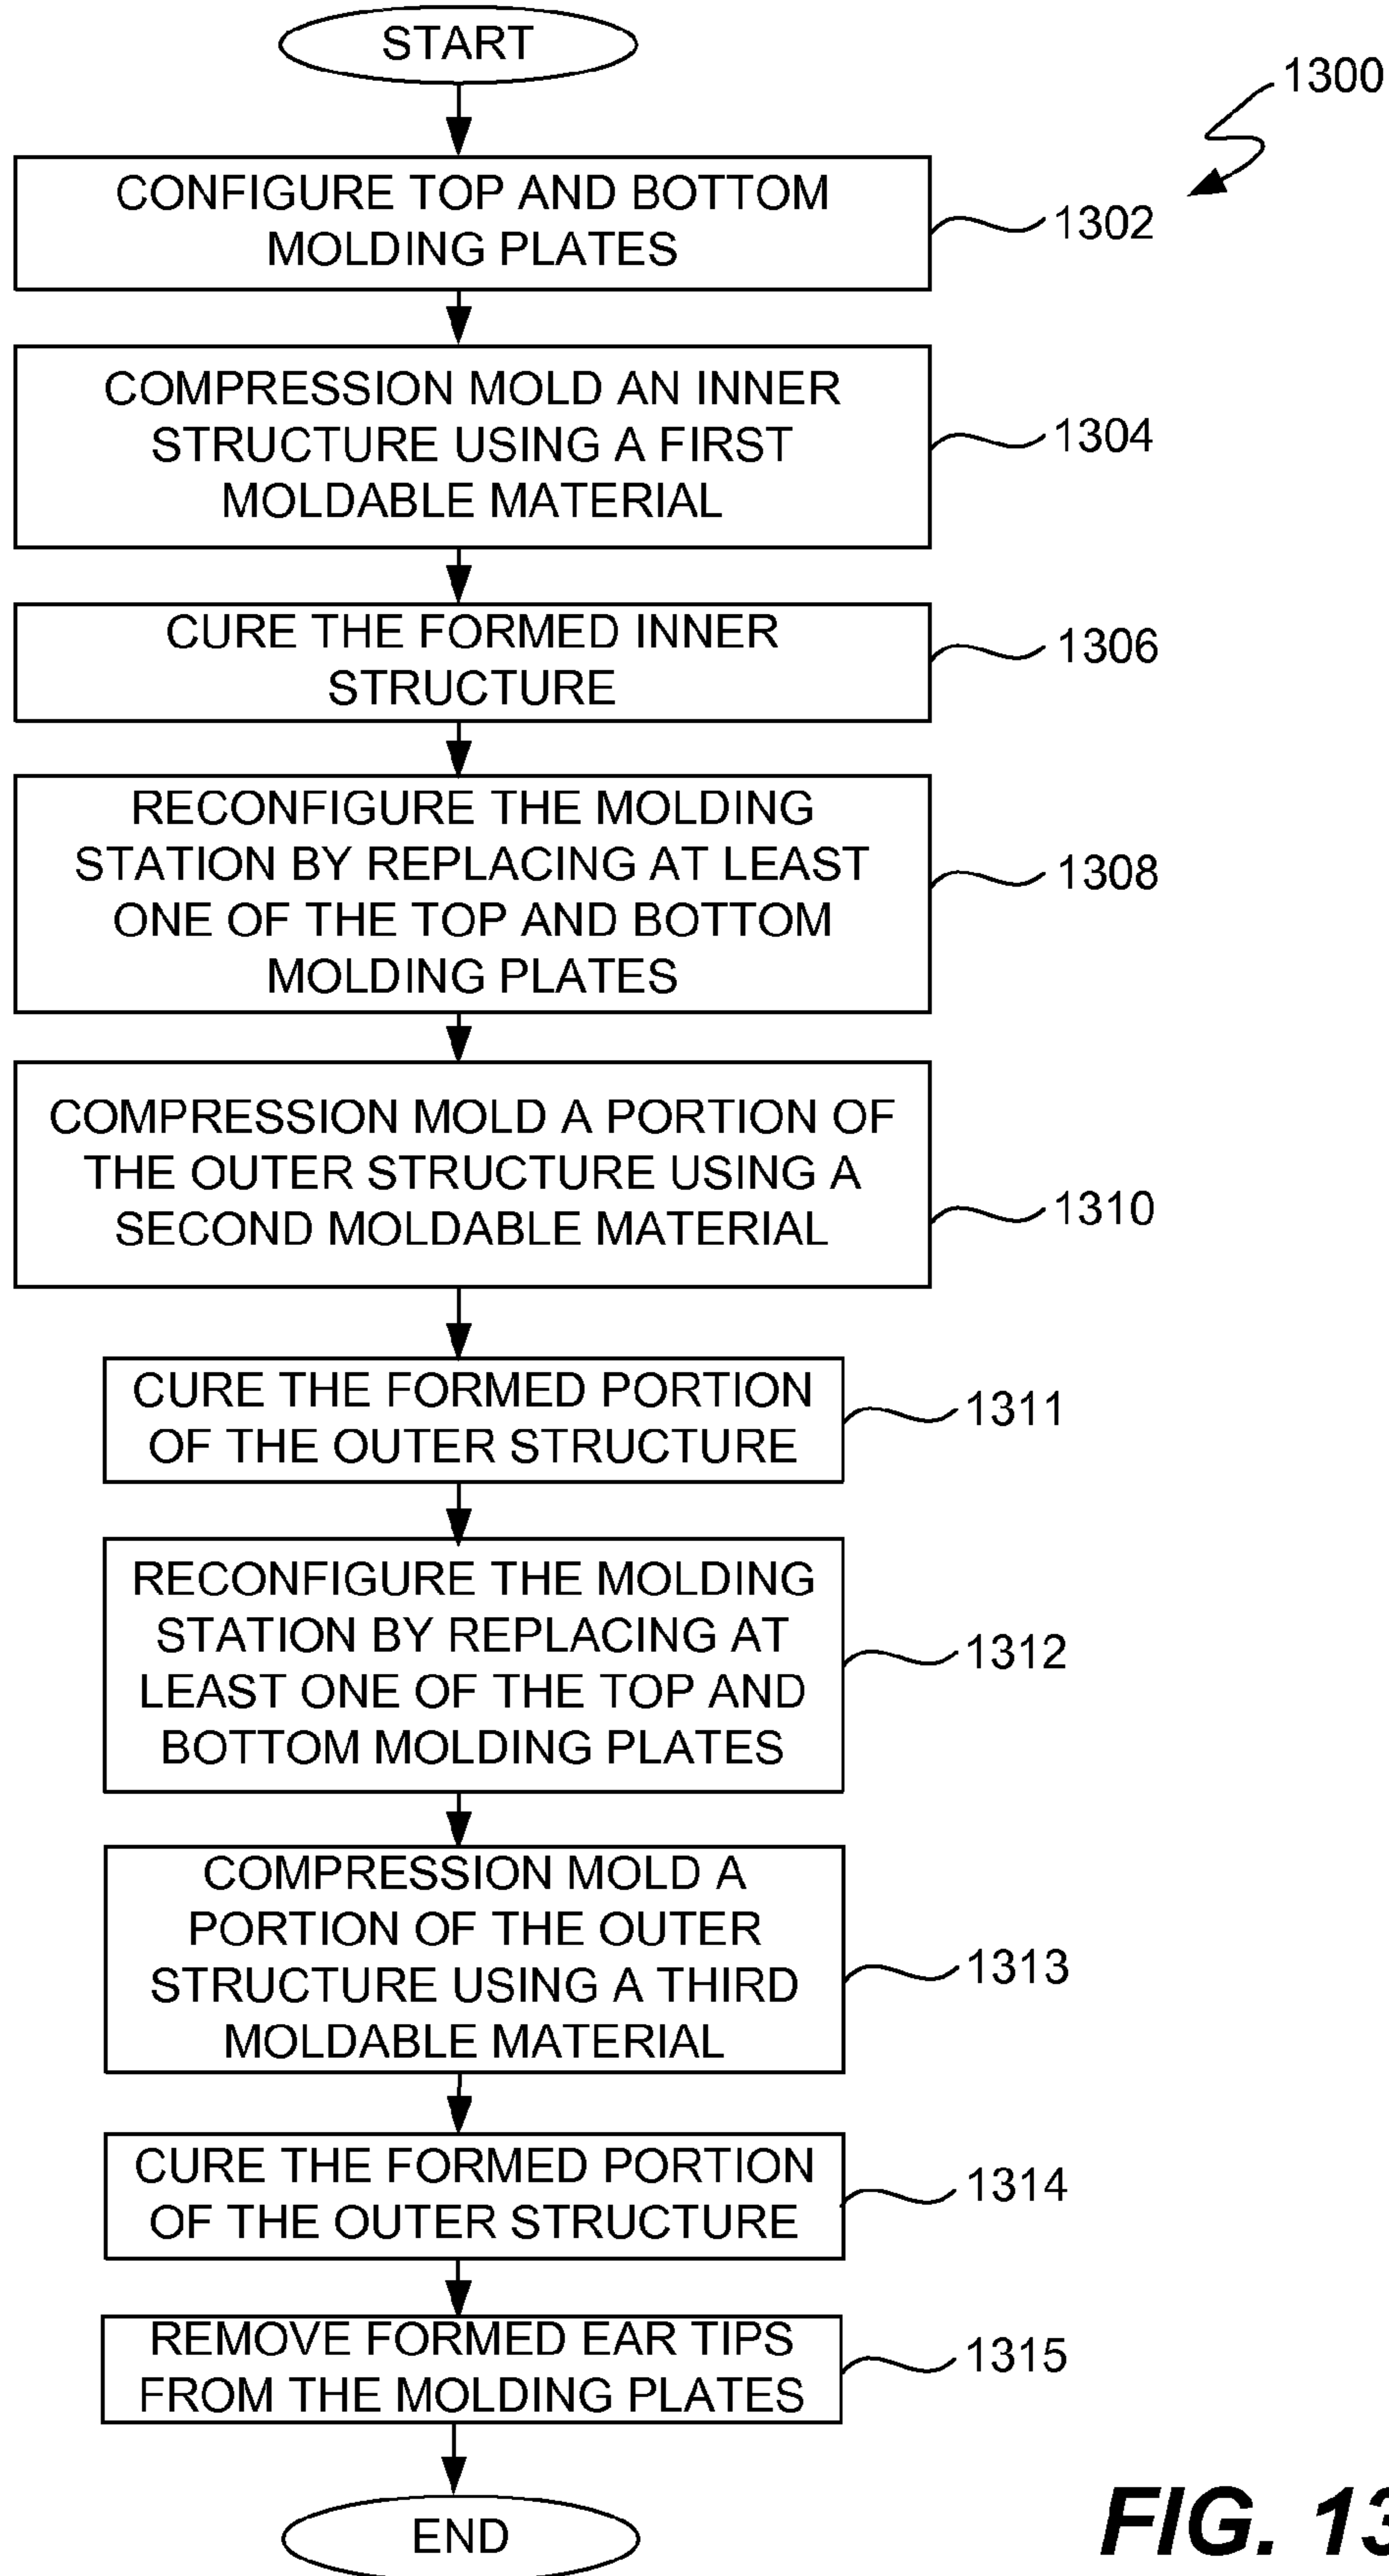 START
1300
CONFIGURE TOP AND BOTTOM
MOLDING PLATES
1302
COMPRESSION MOLD AN INNER
STRUCTURE USING A FIRST
MOLDABLE MATERIAL
1304
CURE THE FORMED INNER
STRUCTURE
1306
RECONFIGURE THE MOLDING
STATION BY REPLACING AT LEAST
ONE OF THE TOP AND BOTTOM
MOLDING PLATES
1308
COMPRESSION MOLD A PORTION OF
THE OUTER STRUCTURE USING A
SECOND MOLDABLE MATERIAL
1310
CURE THE FORMED PORTION
OF THE OUTER STRUCTURE
1311
RECONFIGURE THE MOLDING
STATION BY REPLACING AT
LEAST ONE OF THE TOP AND
BOTTOM MOLDING PLATES
1312
COMPRESSION MOLD A
PORTION OF THE OUTER
STRUCTURE USING A THIRD
MOLDABLE MATERIAL
1313
CURE THE FORMED PORTION
OF THE OUTER STRUCTURE
1314
REMOVE FORMED EAR TIPS
FROM THE MOLDING PLATES
1315
END
FIG. 13